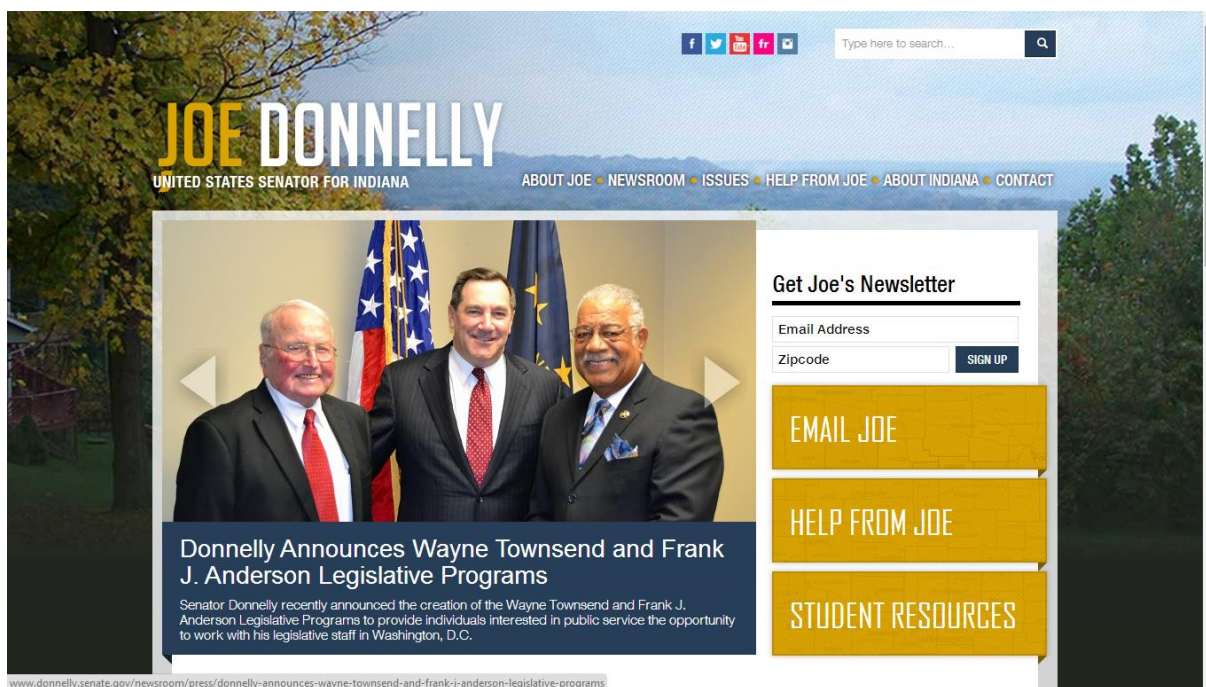 f You Tube fr
Type here to search...
JOE DONNELLY
UNITED STATES SENATOR FOR INDIANA
ABOUT JOE • NEWSROOM • ISSUES • HELP FROM JOE • ABOUT INDIANA • CONTACT
Get Joe's Newsletter
Email Address
Zipcode SIGN UP
EMAIL JOE
HELP FROM JOE
STUDENT RESOURCES
Donnelly Announces Wayne Townsend and Frank
J. Anderson Legislative Programs
Senator Donnelly recently announced the creation of the Wayne Townsend and Frank J.
Anderson Legislative Programs to provide individuals interested in public service the opportunity
to work with his legislative staff in Washington, D.C.
www.donnelly.senate.gov/newsroom/press/donnelly-announces-wayne-townsend-and-frank-j-anderson-legislative-programs